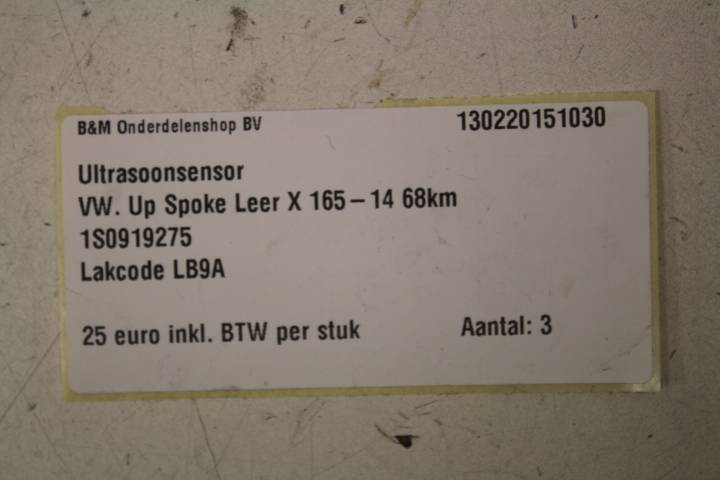 B&M Onderdelenshop BV 130220151030
Ultrasoonsensor
VW. Up Spoke Leer X 165-14 68km
1S0919275
Lakcode LB9A
25 euro inkl. BTW per stuk Aantal: 3